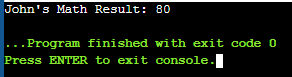 John's Math Result: 80
...Program finished with exit code 0
Press ENTER to exit console.